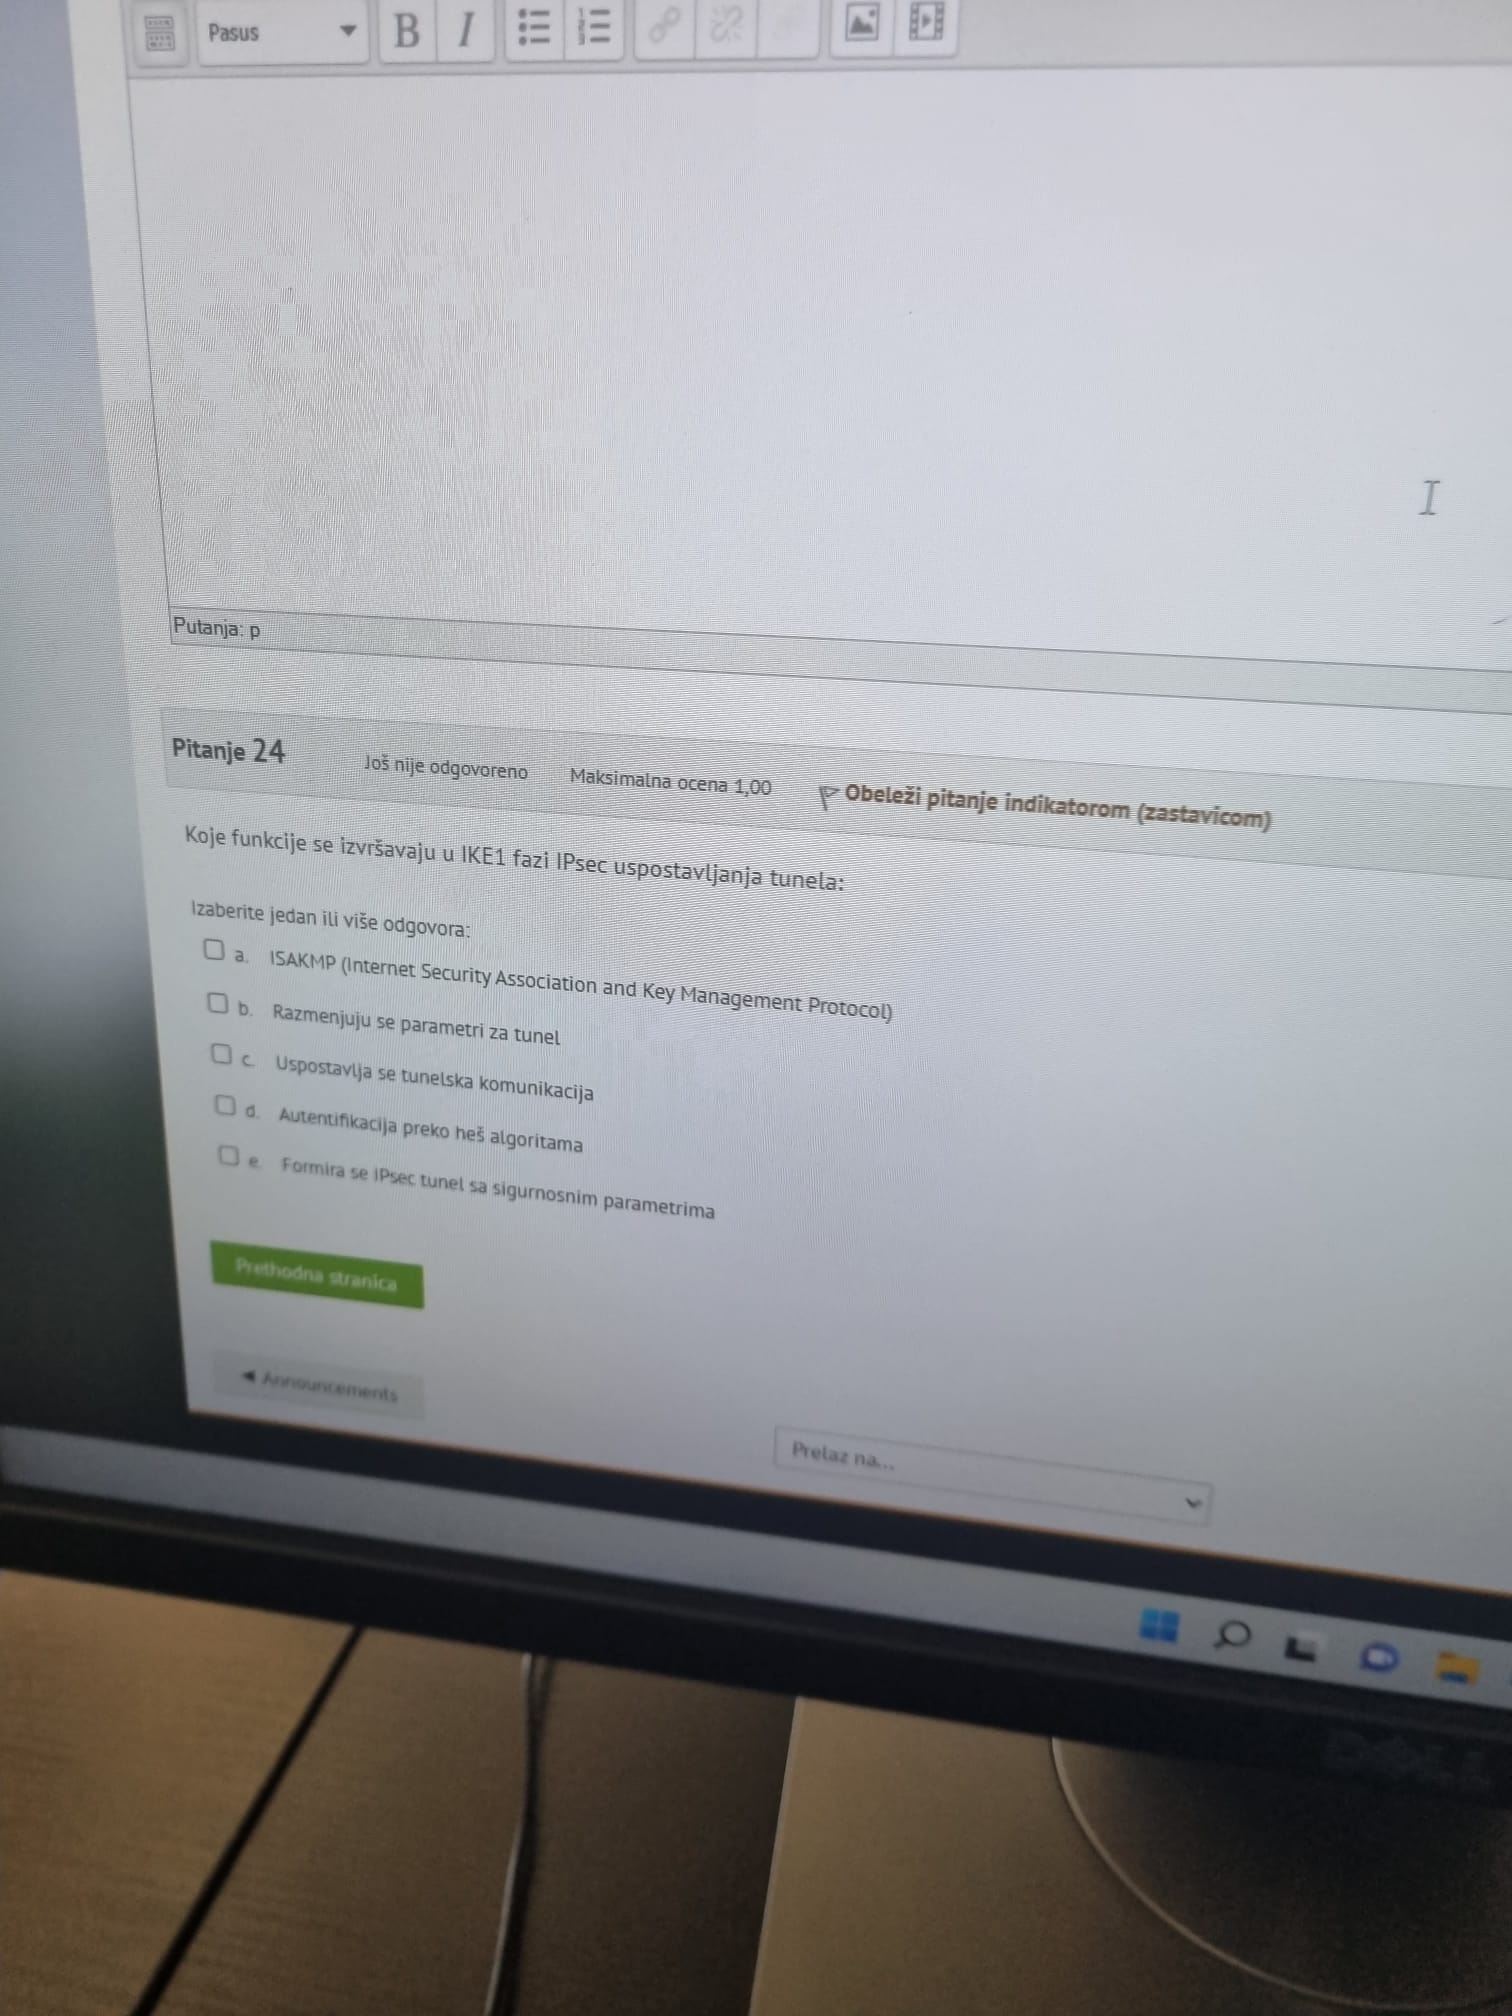 Pasus
B I
Putanja: p
Pitanje 24
Još nije odgovoreno
Maksimalna ocena 1,00
Obeleži pitanje indikatorom (zastavicom)
Koje funkcije se izvršavaju u IKE1 fazi IPsec uspostavljanja tunela:
Izaberite jedan ili više odgovora:
a. ISAKMP (Internet Security Association and Key Management Protocol)
b. Razmenjuju se parametri za tunel
c. Uspostavlja se tunelska komunikacija
d. Autentifikacija preko heš algoritama
e. Formira se IPsec tunel sa sigurnosnim parametrima
Prethodna stranica
◄ Announcements
Prelaz na...
DELL